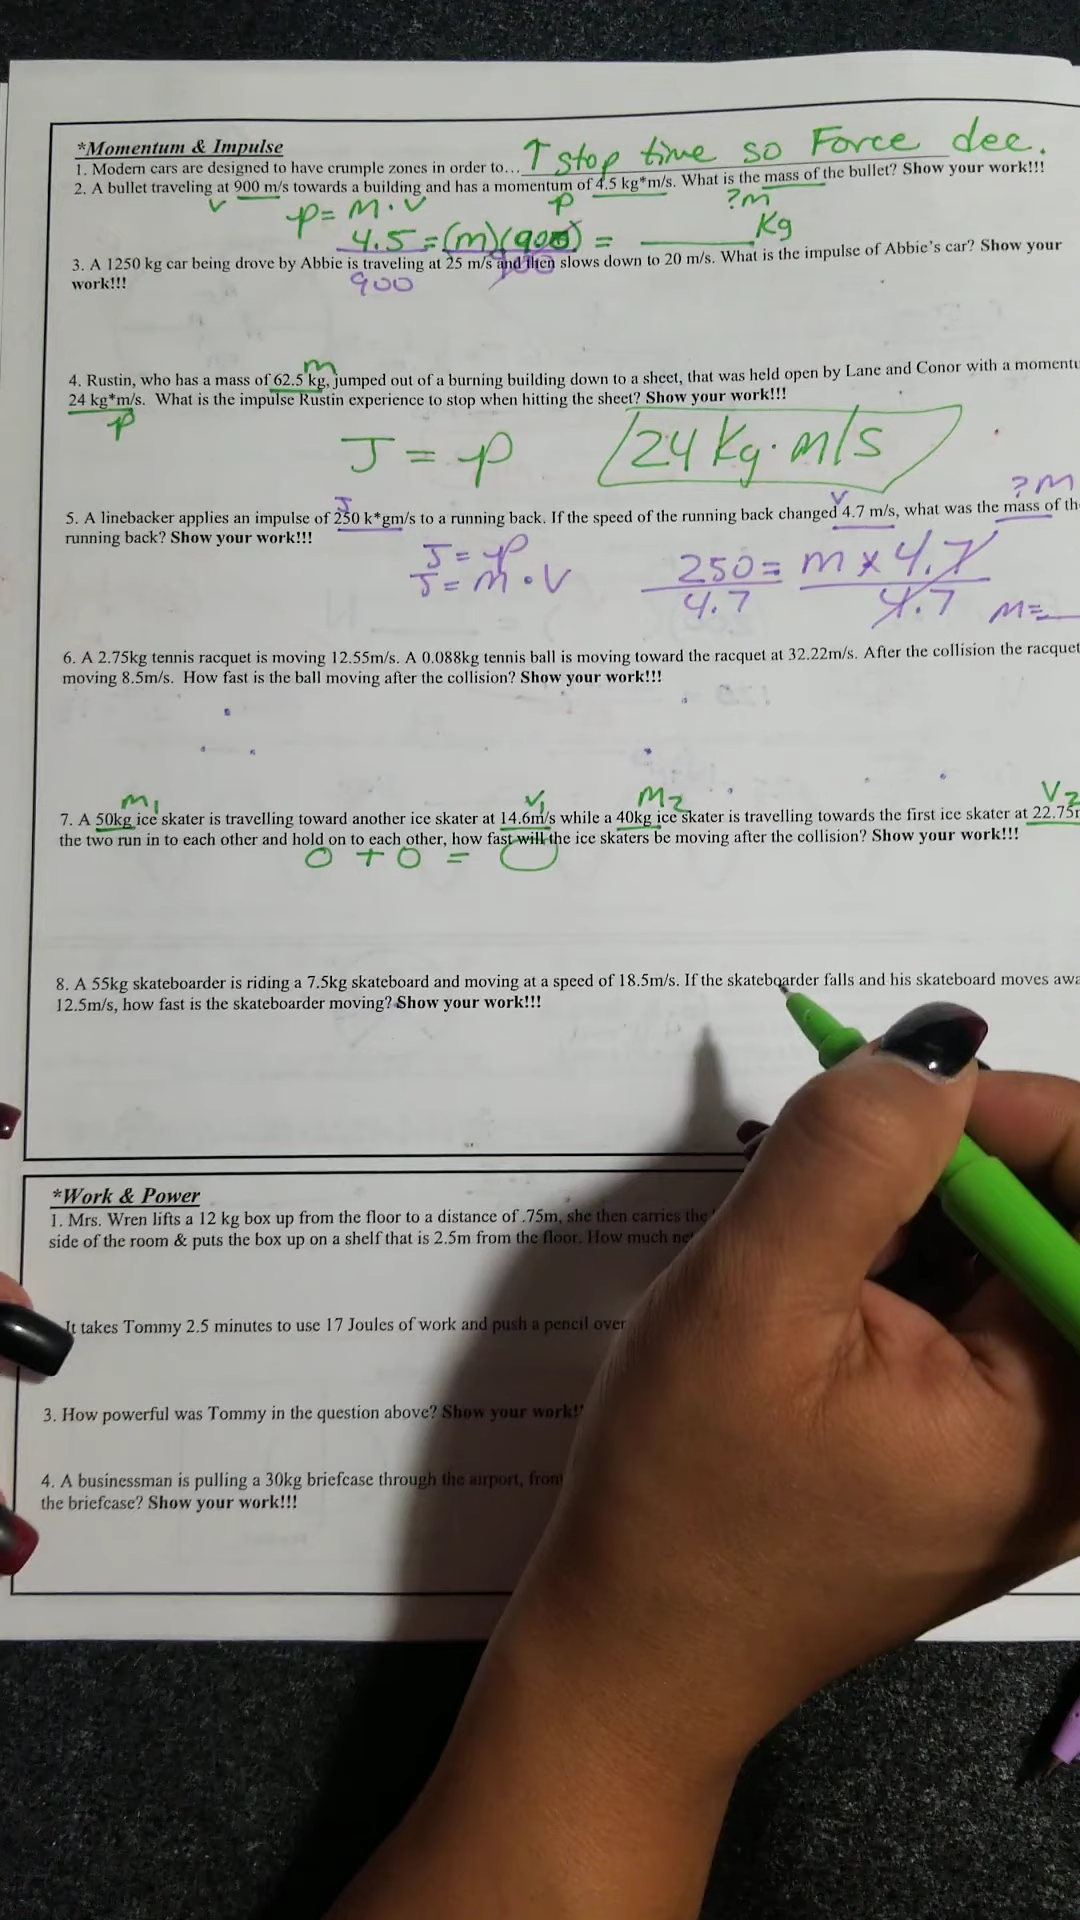 *Momentum & Impulse
1. Modern cars are designed to have crumple zones in order to... ↑ stop time so Force dec.
2. A bullet traveling at 900 m/s towards a building and has a momentum of 4.5 kg*m/s. What is the mass of the bullet? Show your work!!!
v p ?m
p= m·v
4.5 =(m)(900) = ____ Kg
900 900
3. A 1250 kg car being drove by Abbie is traveling at 25 m/s and then slows down to 20 m/s. What is the impulse of Abbie's car? Show your
work!!!
m
4. Rustin, who has a mass of 62.5 kg, jumped out of a burning building down to a sheet, that was held open by Lane and Conor with a
24 kg*m/s. What is the impulse Rustin experience to stop when hitting the sheet? Show your work!!!
p
J = p 24 kg·m/s
J v ?m
5. A linebacker applies an impulse of 250 k*gm/s to a running back. If the speed of the running back changed 4.7 m/s, what was the mass of
running back? Show your work!!!
J = p
J = m·v
250 = m x 4.7
4.7 4.7 m=
6. A 2.75kg tennis racquet is moving 12.55m/s. A 0.088kg tennis ball is moving toward the racquet at 32.22m/s. After the collision the racquet
moving 8.5m/s. How fast is the ball moving after the collision? Show your work!!!
m1 v1 m2 v2
7. A 50kg ice skater is travelling toward another ice skater at 14.6m/s while a 40kg ice skater is travelling towards the first ice skater at 22.75
the two run in to each other and hold on to each other, how fast will the ice skaters be moving after the collision? Show your work!!!
O + O = O
8. A 55kg skateboarder is riding a 7.5kg skateboard and moving at a speed of 18.5m/s. If the skateboarder falls and his skateboard moves
12.5m/s, how fast is the skateboarder moving? Show your work!!!
*Work & Power
1. Mrs. Wren lifts a 12 kg box up from the floor to a distance of .75m, she then carries the
side of the room & puts the box up on a shelf that is 2.5m from the floor. How much
It takes Tommy 2.5 minutes to use 17 Joules of work and push a pencil over
3. How powerful was Tommy in the question above? Show your work!
4. A businessman is pulling a 30kg briefcase through the airport, from
the briefcase? Show your work!!!